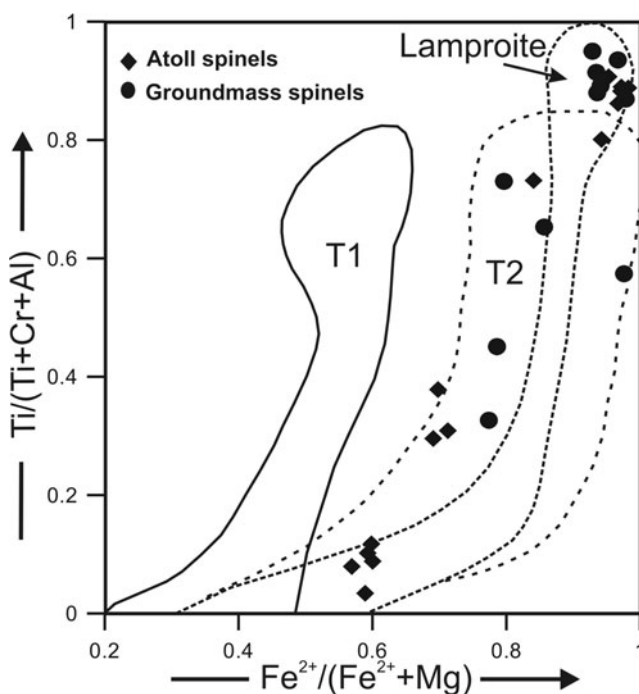 1
Atoll spinels
Groundmass spinels
Lamproite
0.8
T1
0.6
T2
0.4
0.2
0
0.2
0.4
0.6
0.8
1
Ti/(Ti+Cr+Al)
Fe²⁺/(Fe²⁺+Mg)